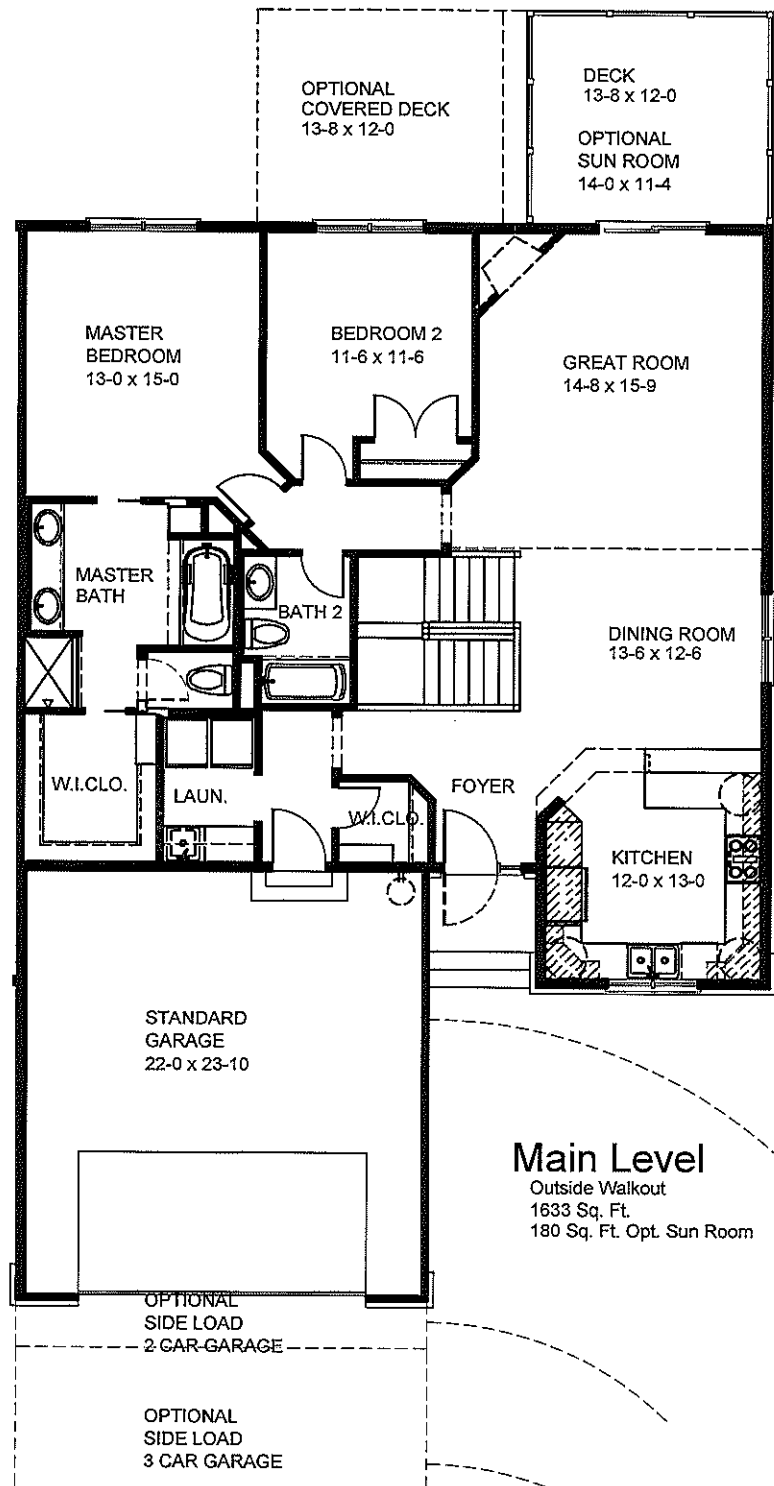 OPTIONAL
COVERED DECK
13-8 x 12-0
DECK
13-8 x 12-0
OPTIONAL
SUN ROOM
14-0 x 11-4
MASTER
BEDROOM
13-0 x 15-0
BEDROOM 2
11-6 x 11-6
GREAT ROOM
14-8 x 15-9
MASTER
BATH
BATH 2
DINING ROOM
13-6 x 12-6
W.I.CLO.
LAUN.
W.I.CLO.
FOYER
KITCHEN
12-0 x 13-0
STANDARD
GARAGE
22-0 x 23-10
Main Level
Outside Walkout
1633 Sq. Ft.
180 Sq. Ft. Opt. Sun Room
OPTIONAL
SIDE LOAD
2 CAR GARAGE
OPTIONAL
SIDE LOAD
3 CAR GARAGE